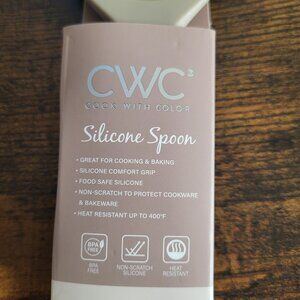 CWC³
COOK WITH COLOR
Silicone Spoon
• GREAT FOR COOKING & BAKING
• SILICONE COMFORT GRIP
• FOOD SAFE SILICONE
• NON-SCRATCH TO PROTECT COOKWARE
& BAKEWARE
• HEAT RESISTANT UP TO 400°F
BPA
FREE
BPA
FREE
NON-SCRATCH
SILICONE
HEAT
RESISTANT